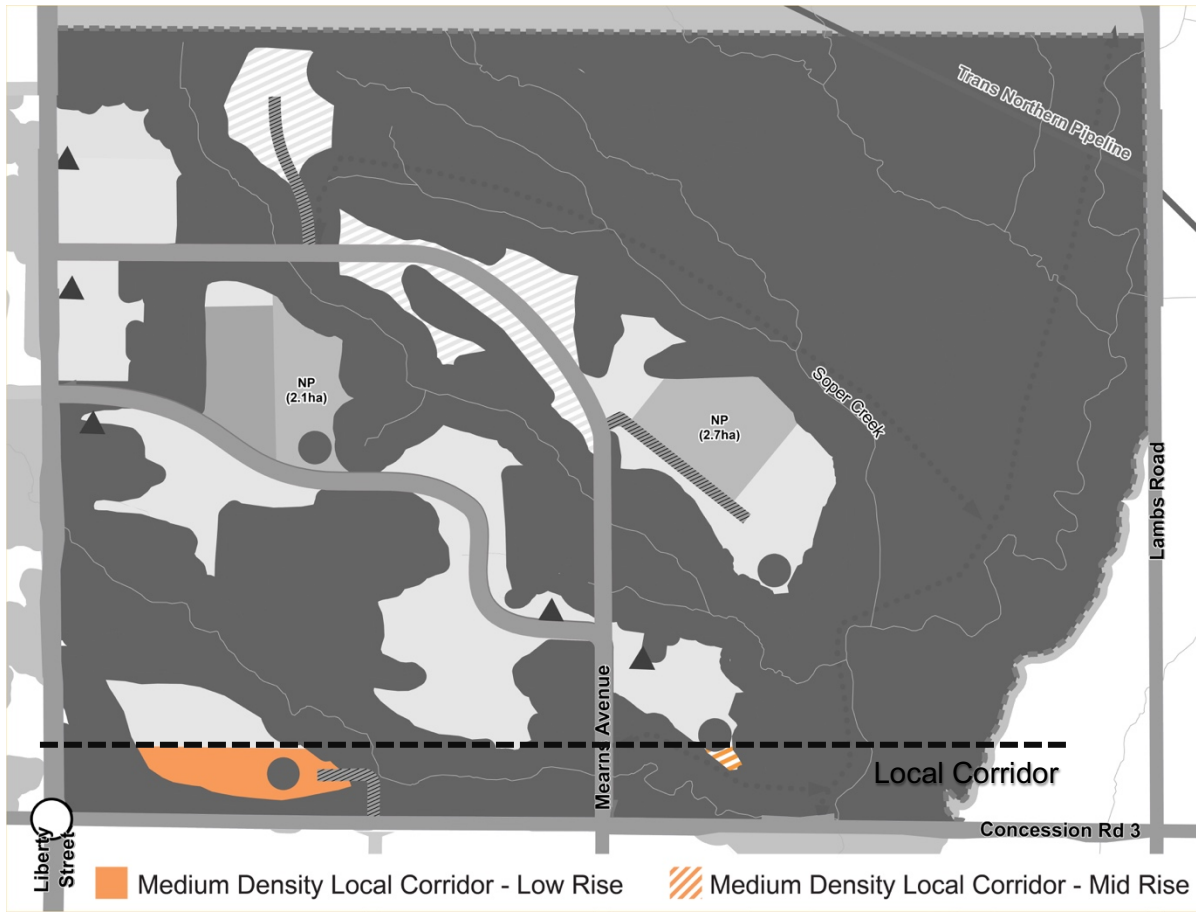 Trans Northern Pipeline
NP
(2.1ha)
NP
(2.7ha)
Soper Creek
Lambs Road
Mearns Avenue
Local Corridor
Concession Rd 3
Liberty
Street
Medium Density Local Corridor - Low Rise
Medium Density Local Corridor - Mid Rise